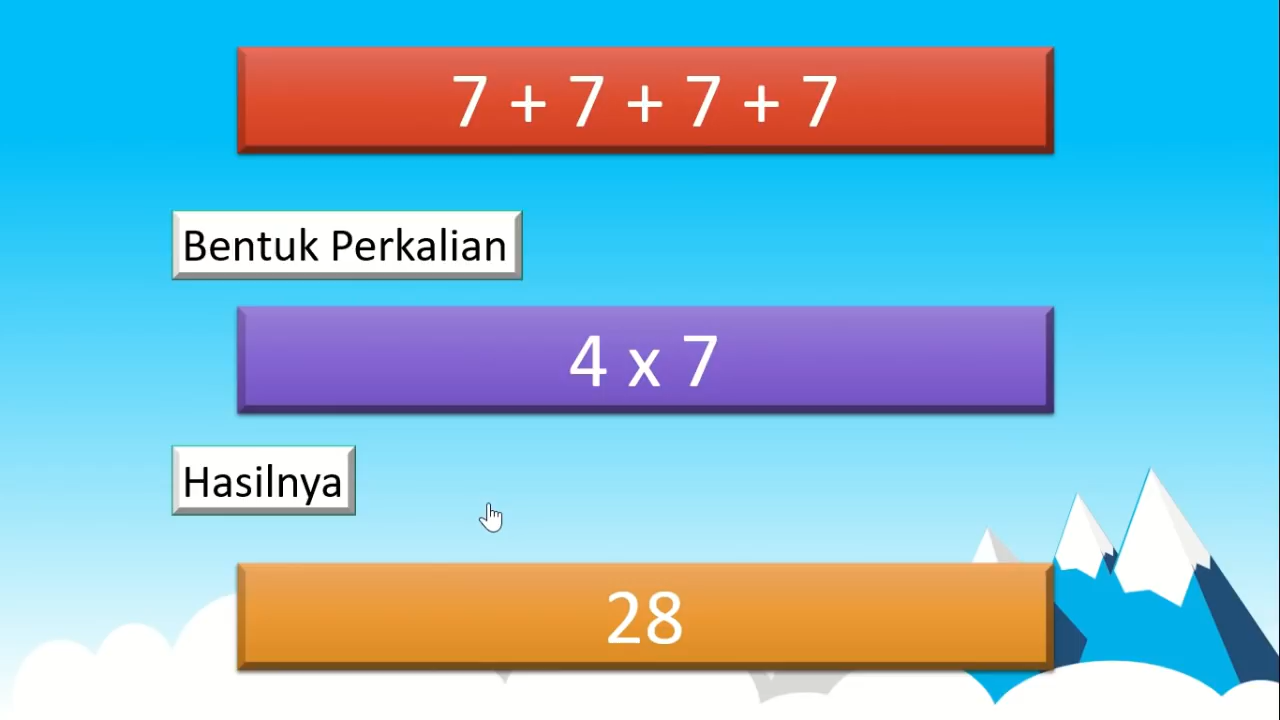 7 + 7 + 7 + 7
Bentuk Perkalian
4 x 7
Hasilnya
28